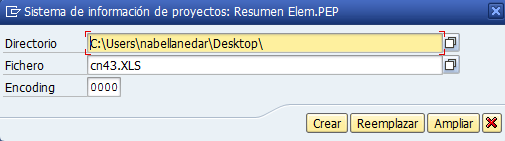 Sistema de información de proyectos: Resumen Elem.PEP
Directorio C:\Users\nabellanedar\Desktop\
Fichero cn43.XLS
Encoding 0000
Crear Reemplazar Ampliar